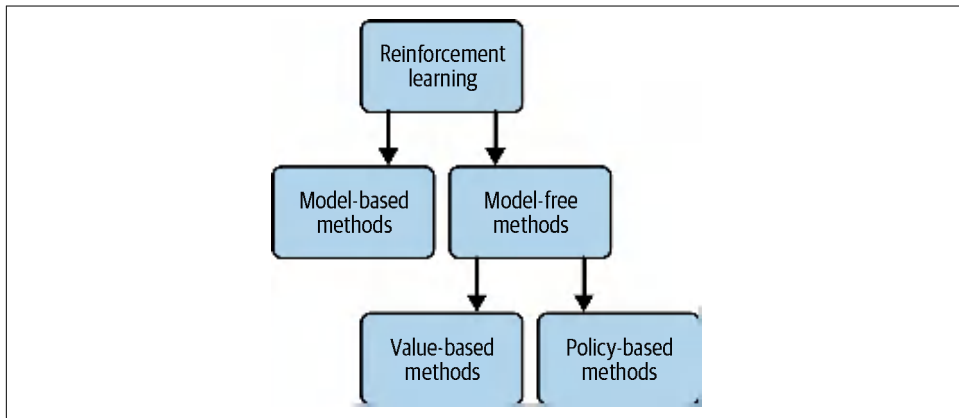 Reinforcement
learning
Model-based
methods
Model-free
methods
Value-based
methods
Policy-based
methods